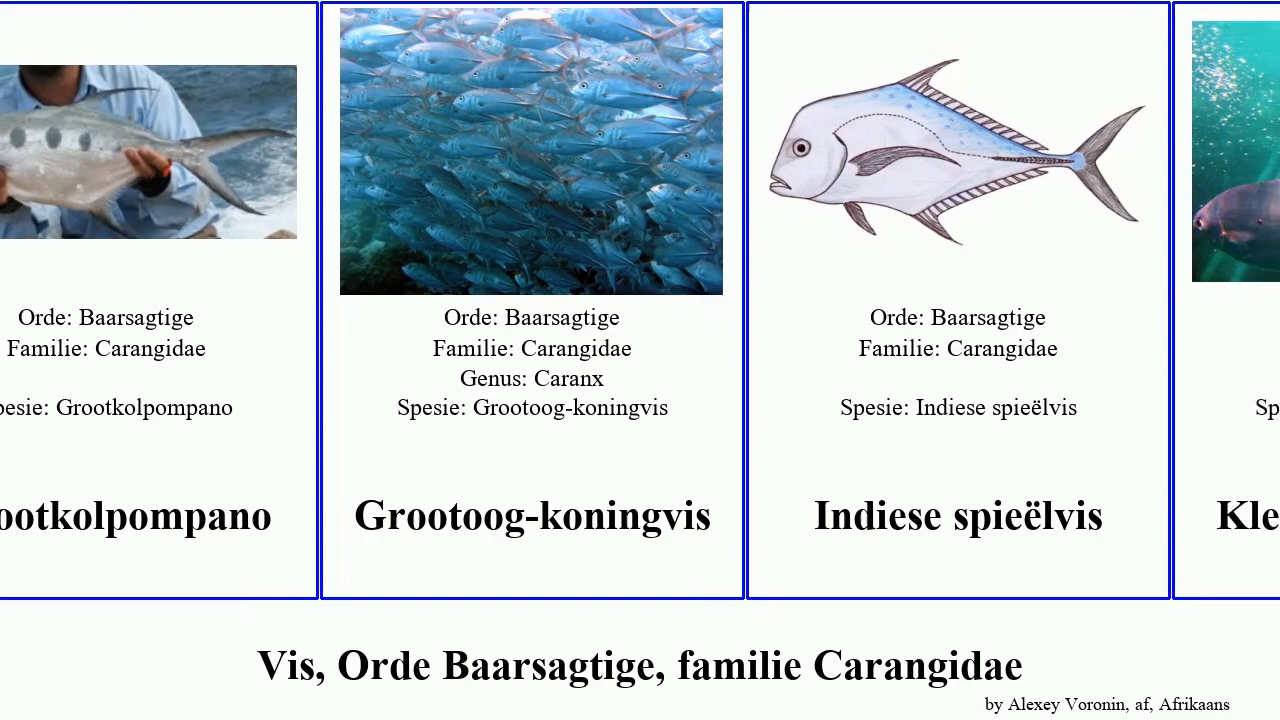 Orde: Baarsagtige
Familie: Carangidae
Grootkolpompano
Orde: Baarsagtige
Familie: Carangidae
Genus: Caranx
Spesie: Grootoog-koningvis
Grootoog-koningvis
Orde: Baarsagtige
Familie: Carangidae
Spesie: Indiese spieëlvis
Indiese spieëlvis
Vis, Orde Baarsagtige, familie Carangidae
by Alexey Voronin, af, Afrikaans